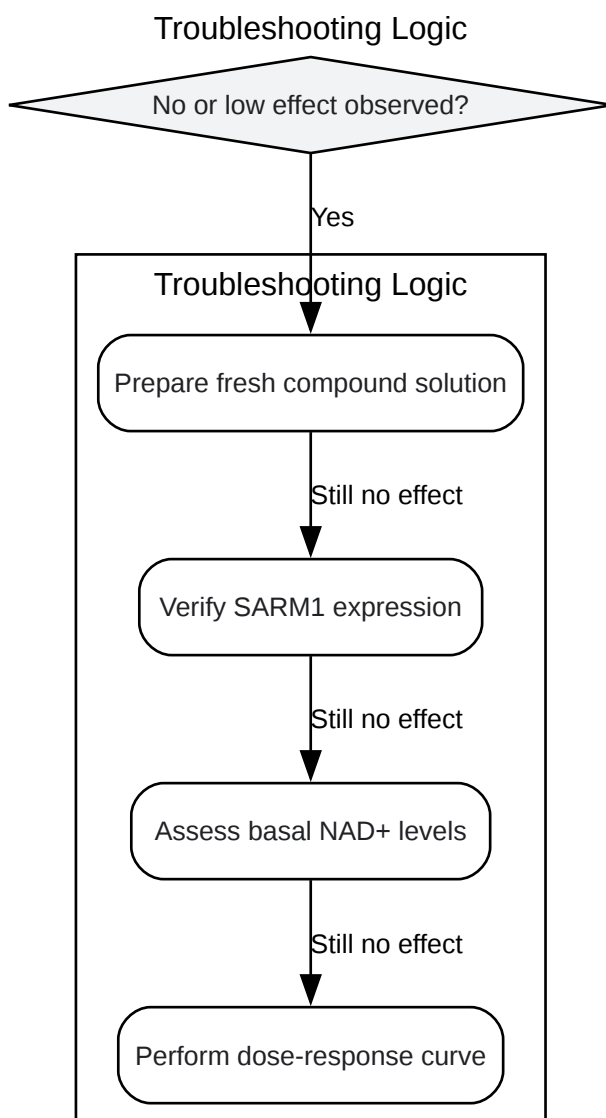 Troubleshooting Logic
No or low effect observed?
Yes
Troubleshooting Logic
Prepare fresh compound solution
Still no effect
Verify SARM1 expression
Still no effect
Assess basal NAD+ levels
Still no effect
Perform dose-response curve